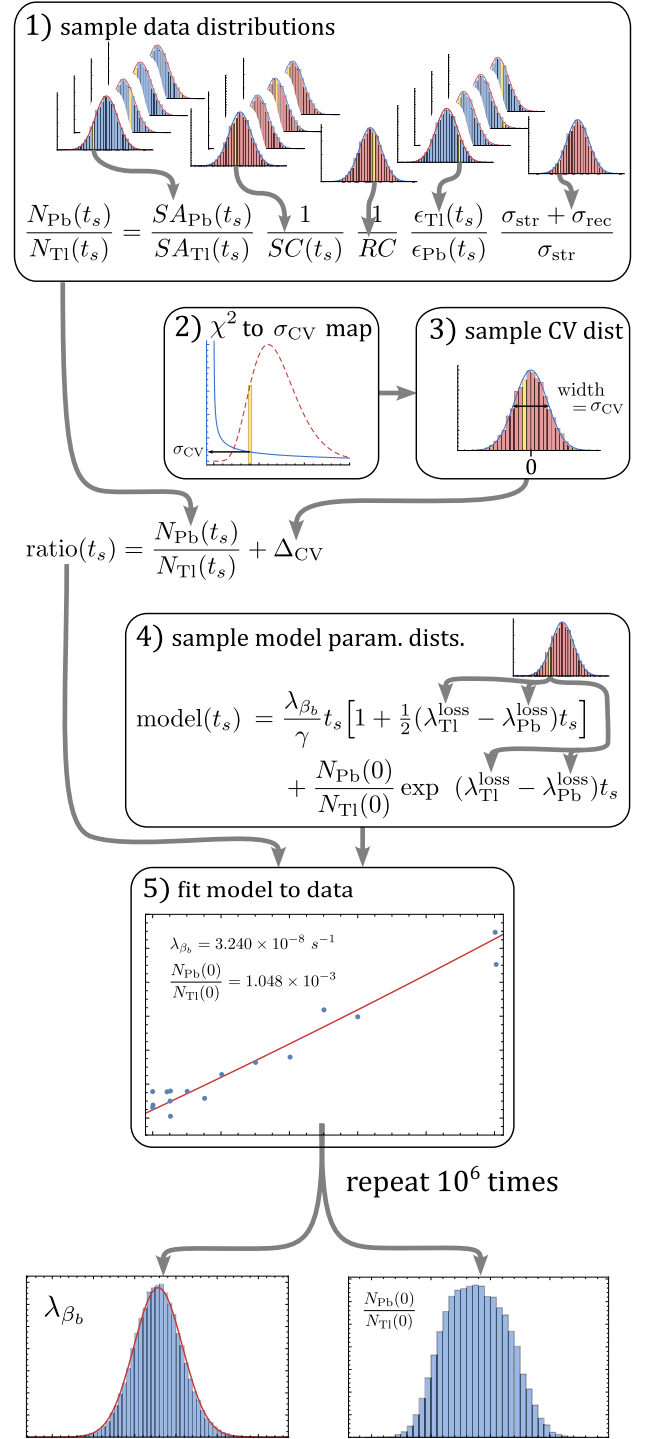 1) sample data distributions
N_Pb(t_s)/N_Tl(t_s) = SA_Pb(t_s)/SA_Tl(t_s) 1/SC(t_s) 1/RC ϵ_Tl(t_s)/ϵ_Pb(t_s) (σ_str + σ_rec)/σ_str
2) χ² to σ_CV map
σ_CV
3) sample CV dist
width
= σ_CV
0
ratio(t_s) = N_Pb(t_s)/N_Tl(t_s) + Δ_CV
4) sample model param. dists.
model(t_s) = λ_β_b/γ t_s[1 + ½(λ_Tl^loss − λ_Pb^loss)t_s]
+ N_Pb(0)/N_Tl(0) exp (λ_Tl^loss − λ_Pb^loss)t_s
5) fit model to data
λ_β_b = 3.240 × 10⁻⁸ s⁻¹
N_Pb(0)/N_Tl(0) = 1.048 × 10⁻³
repeat 10⁶ times
λ_β_b
N_Pb(0)/N_Tl(0)